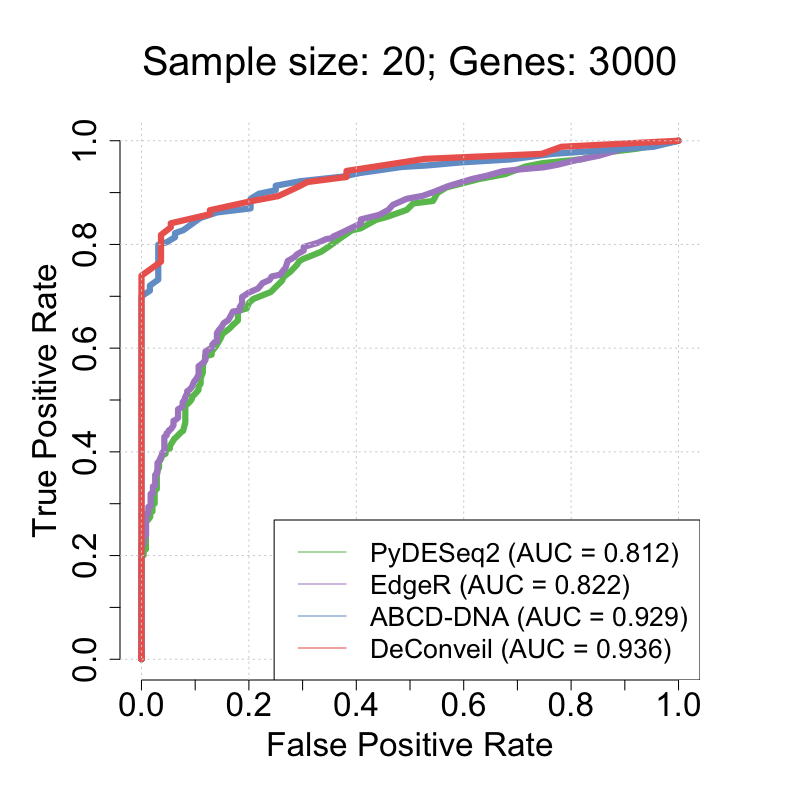 Sample size: 20; Genes: 3000
True Positive Rate
1.0
0.8
0.6
0.4
0.2
0.0
PyDESeq2 (AUC = 0.812)
EdgeR (AUC = 0.822)
ABCD-DNA (AUC = 0.929)
DeConveil (AUC = 0.936)
0.0 0.2 0.4 0.6 0.8 1.0
False Positive Rate